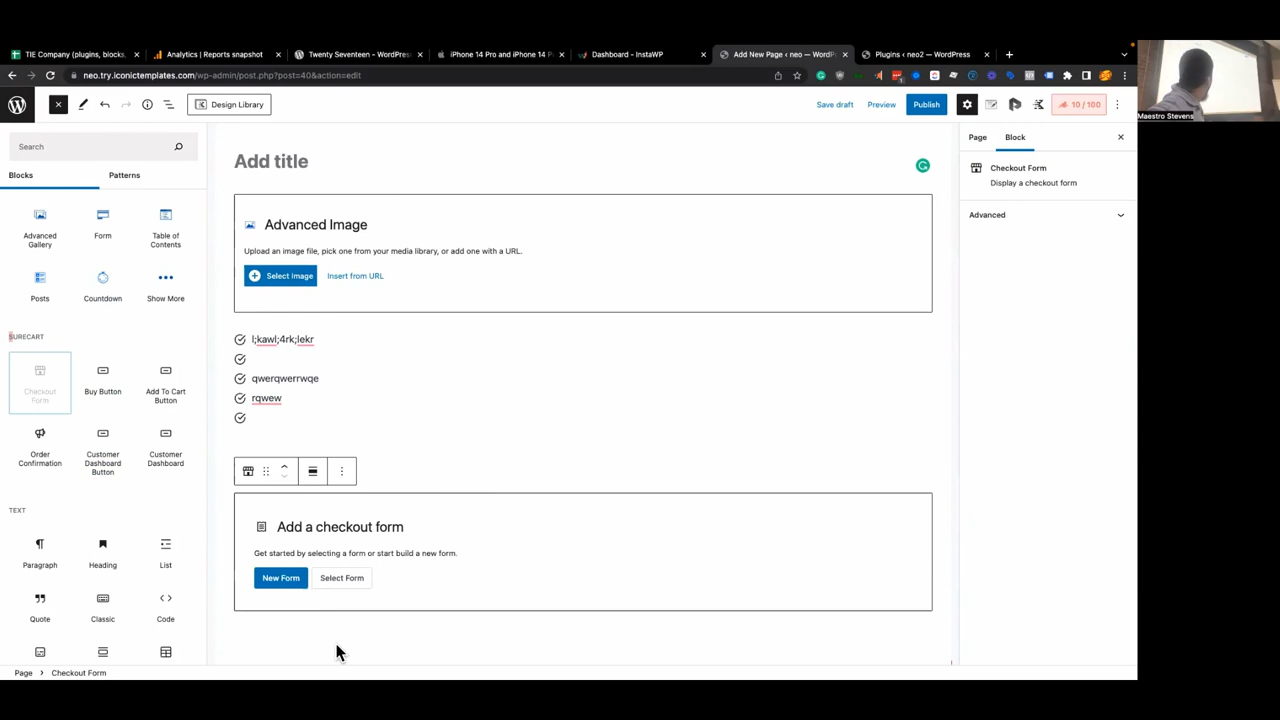 TIE Company (plugins, blocks,
Analytics | Reports snapshot
Twenty Seventeen – WordPress
iPhone 14 Pro and iPhone 14 P
Dashboard - InstaWP
Add New Page ‹ neo — WordP
Plugins ‹ neo2 — WordPress
neo.try.iconictemplates.com/wp-admin/post.php?post=40&action=edit
Maestro Stevens
Design Library
Save draft
Preview
Publish
10 / 100
Search
Blocks
Patterns
Advanced Gallery
Form
Table of Contents
Posts
Countdown
Show More
SURECART
Checkout Form
Buy Button
Add To Cart Button
Order Confirmation
Customer Dashboard Button
Customer Dashboard
TEXT
Paragraph
Heading
List
Quote
Classic
Code
Add title
Advanced Image
Upload an image file, pick one from your media library, or add one with a URL.
Select Image
Insert from URL
l;kawl;4rk;lekr
qwerqwerrwqe
rqwew
Add a checkout form
Get started by selecting a form or start build a new form.
New Form
Select Form
Page
Block
Checkout Form
Display a checkout form
Advanced
Page
Checkout Form